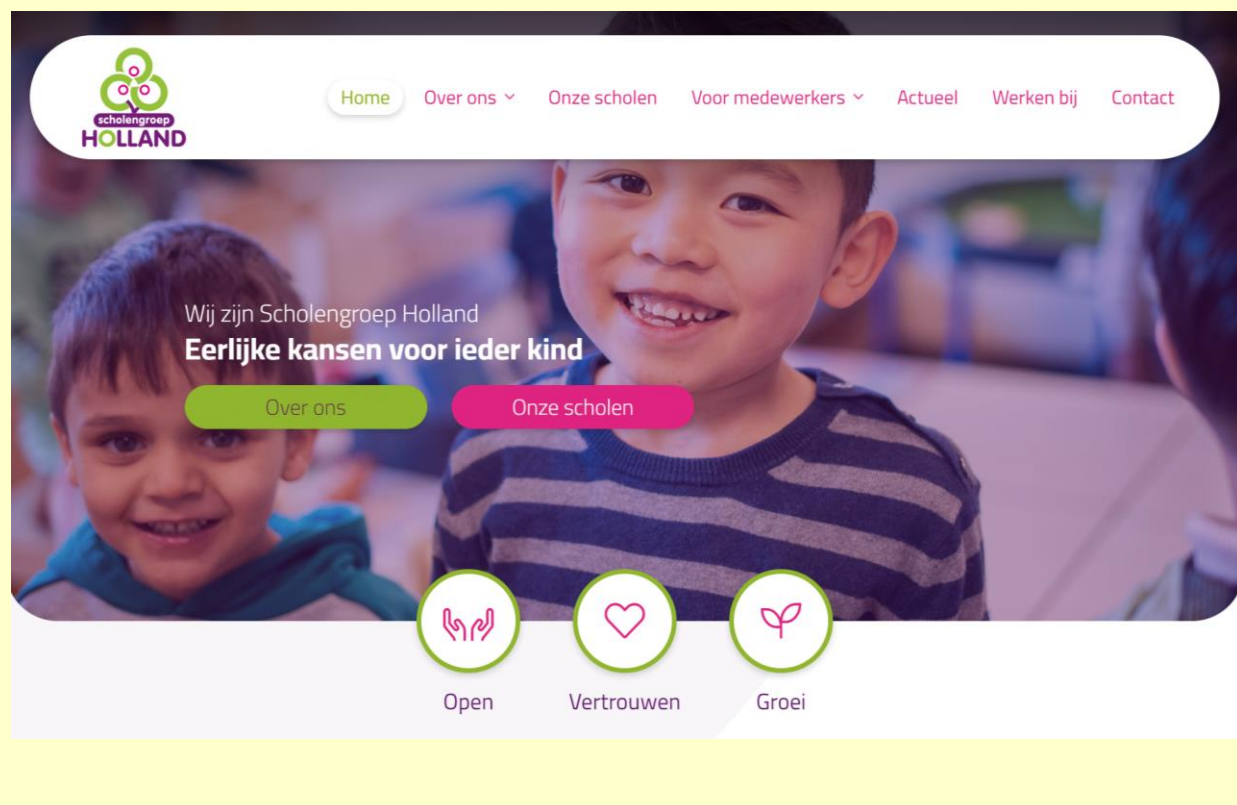 scholengroep
HOLLAND
Home Over ons Onze scholen Voor medewerkers Actueel Werken bij Contact
Wij zijn Scholengroep Holland
Eerlijke kansen voor ieder kind
Over ons Onze scholen
Open Vertrouwen Groei